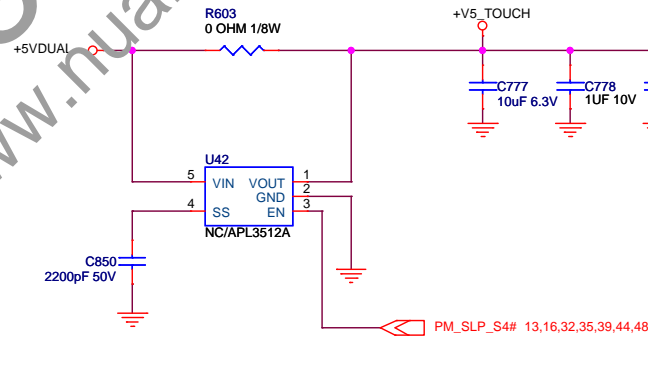 R603
0 OHM 1/8W
+V5_TOUCH
+5VDUAL
C777
10uF 6.3V
C778
1UF 10V
U42
5 VIN VOUT 1
GND 2
4 SS EN 3
NC/APL3512A
C850
2200pF 50V
PM_SLP_S4# 13,16,32,35,39,44,48
www.nua